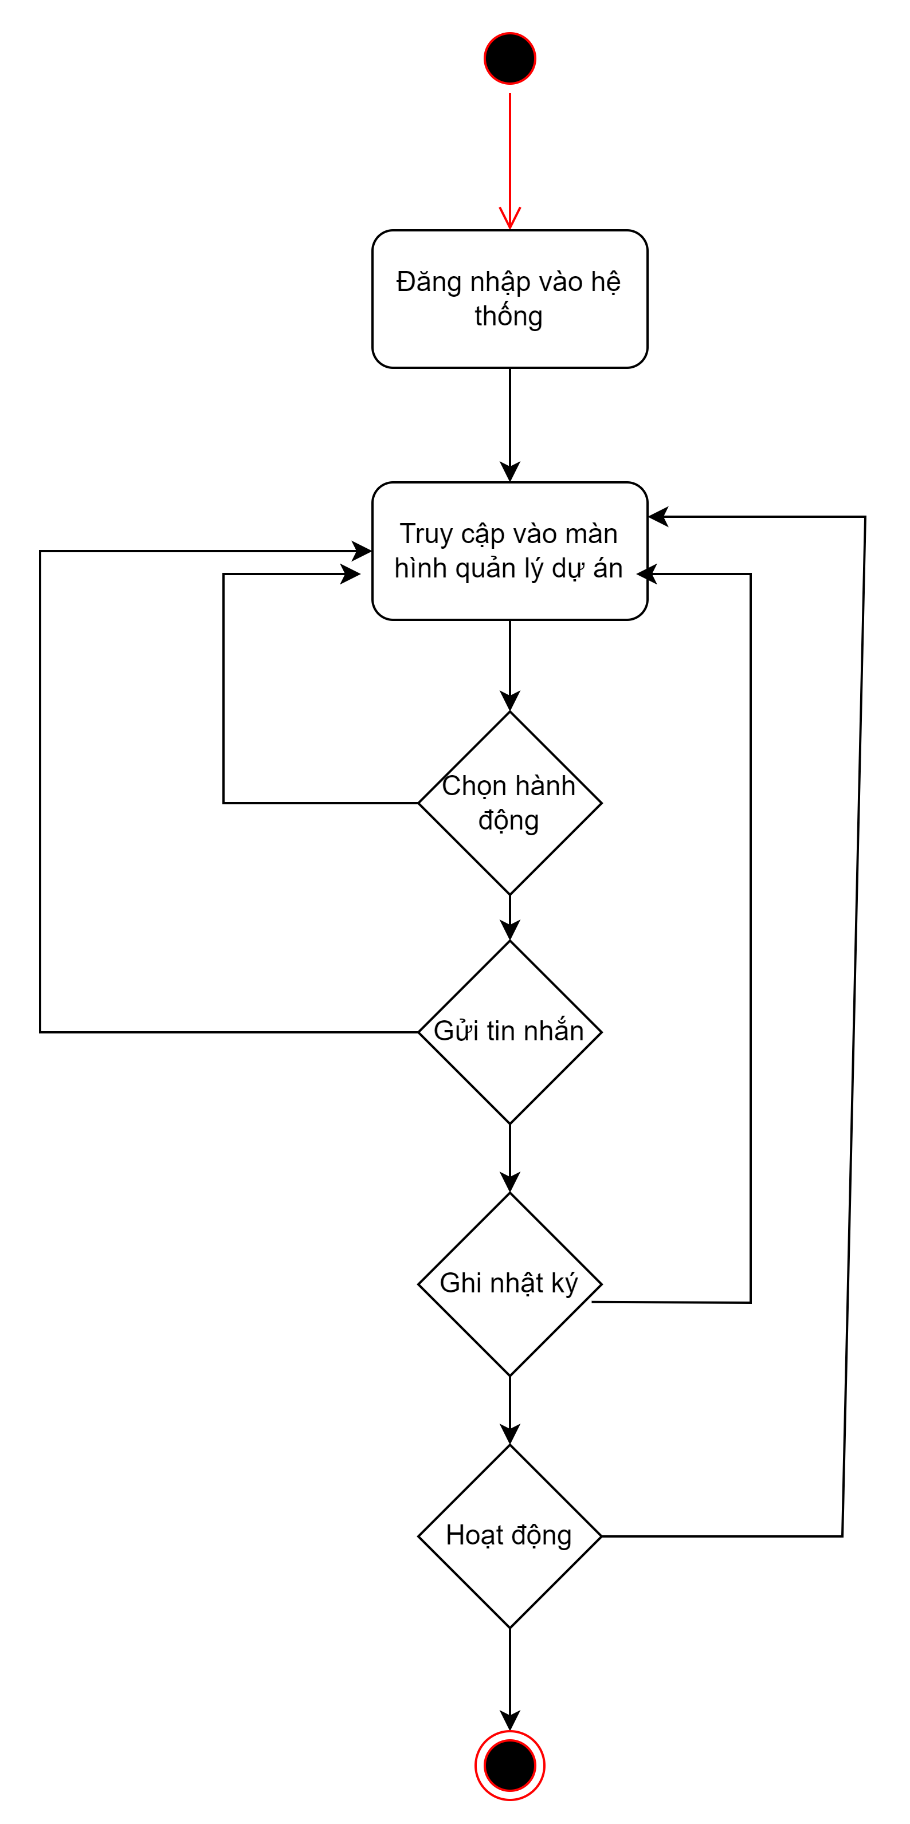 Đăng nhập vào hệ
thống
Truy cập vào màn
hình quản lý dự án
Chọn hành
động
Gửi tin nhắn
Ghi nhật ký
Hoạt động